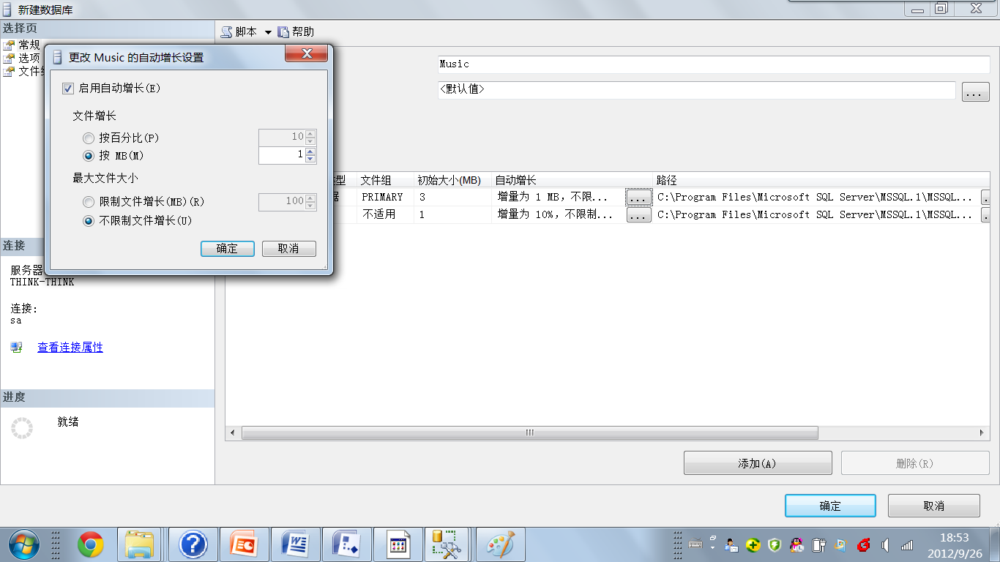 新建数据库
选择页
常规
选项
脚本
帮助
更改 Music 的自动增长设置
启用自动增长(E)
文件增长
按百分比(P)
10
按 MB(M)
1
最大文件大小
限制文件增长(MB)(R)
100
不限制文件增长(U)
确定
取消
Music
<默认值>
...
文件组 初始大小(MB) 自动增长 路径
PRIMARY 3 增量为 1 MB，不限... ... C:\Program Files\Microsoft SQL Server\MSSQL.1\MSSQL...
不适用 1 增量为 10%，不限制... ... C:\Program Files\Microsoft SQL Server\MSSQL.1\MSSQL...
连接
服务器
THINK-THINK
连接:
sa
查看连接属性
进度
就绪
添加(A)
删除(R)
确定
取消
18:53
2012/9/26